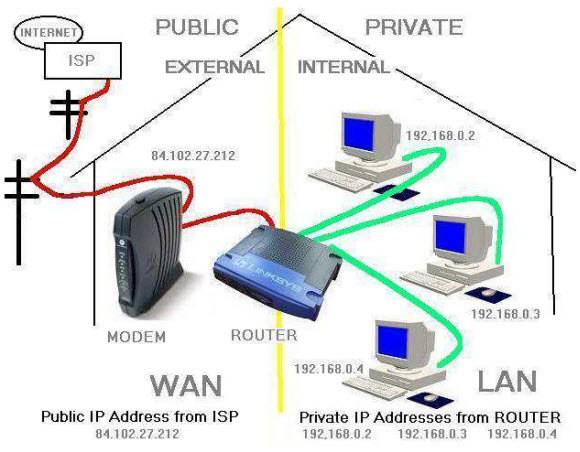 PUBLIC PRIVATE
INTERNET
ISP
EXTERNAL INTERNAL
192,168.0.2
84.102.27.212
192.168.0.3
MODEM
ROUTER
192.168.0.4
WAN LAN
Public IP Address from ISP
84.102.27.212
Private IP Addresses from ROUTER
192,168.0.2 192.168.0.3 192.168.0.4